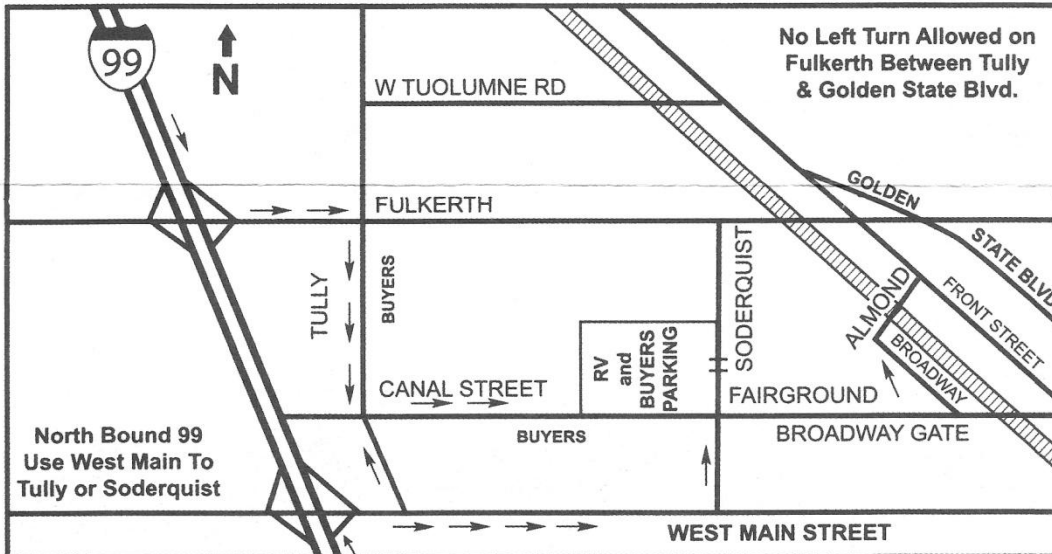 99
N
No Left Turn Allowed on
Fulkerth Between Tully
& Golden State Blvd.
W TUOLUMNE RD
GOLDEN
STATE BLVD
FULKERTH
TULLY
BUYERS
SODERQUIST
ALMOND
FRONT STREET
BROADWAY
RV
and
BUYERS
PARKING
CANAL STREET
FAIRGROUND
BUYERS
BROADWAY GATE
North Bound 99
Use West Main To
Tully or Soderquist
WEST MAIN STREET